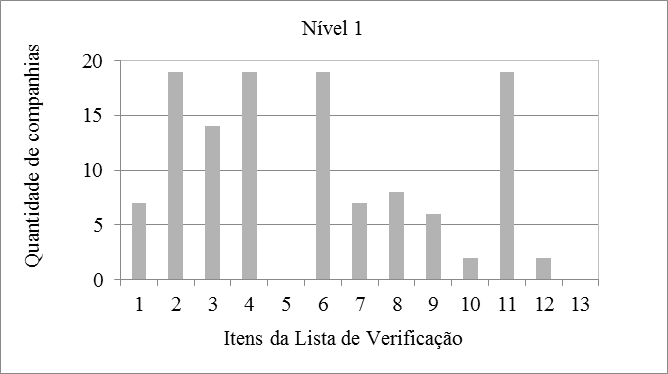 Nível 1
Quantidade de companhias
20
15
10
5
0
1 2 3 4 5 6 7 8 9 10 11 12 13
Itens da Lista de Verificação